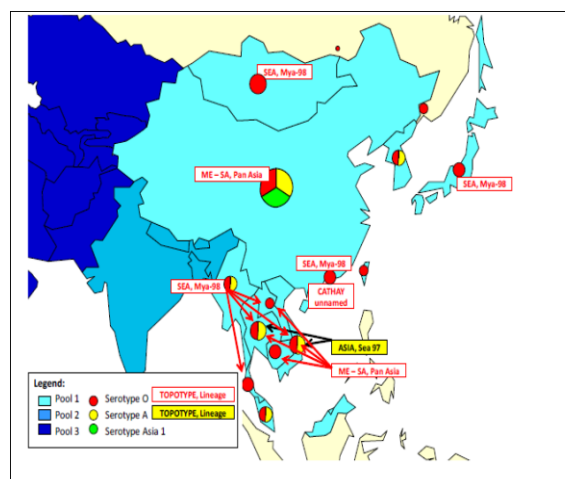 SEA, Mya-98
ME – SA, Pan Asia
SEA, Mya-98
SEA, Mya-98
SEA, Mya-98
CATHAY
unnamed
ASIA, Sea 97
ME – SA, Pan Asia
Legend:
Pool 1
Serotype O
TOPOTYPE, Lineage
Pool 2
Serotype A
TOPOTYPE, Lineage
Pool 3
Serotype Asia 1